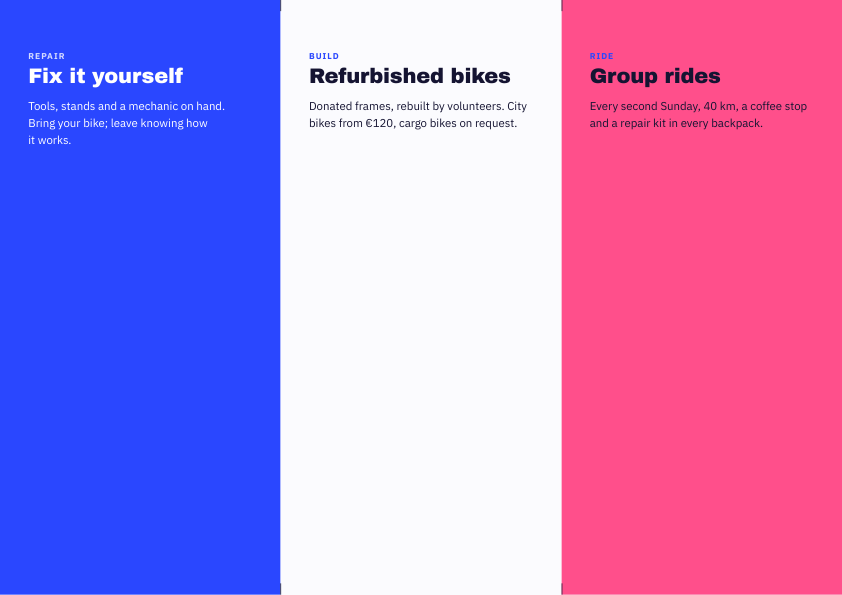 REPAIR
Fix it yourself
Tools, stands and a mechanic on hand.
Bring your bike; leave knowing how
it works.
BUILD
Refurbished bikes
Donated frames, rebuilt by volunteers. City
bikes from €120, cargo bikes on request.
RIDE
Group rides
Every second Sunday, 40 km, a coffee stop
and a repair kit in every backpack.